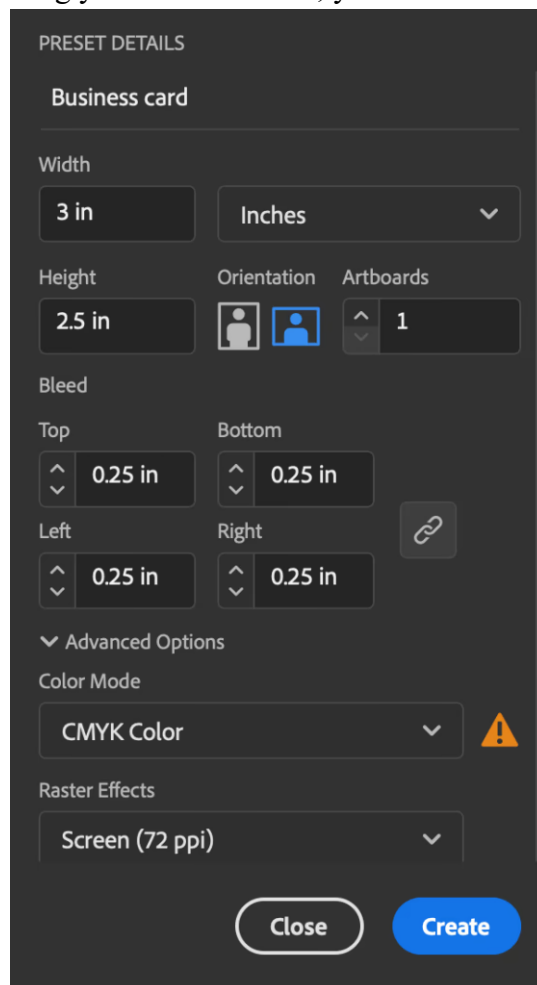 PRESET DETAILS
Business card
Width
3 in Inches
Height Orientation Artboards
2.5 in 1
Bleed
Top Bottom
0.25 in 0.25 in
Left Right
0.25 in 0.25 in
Advanced Options
Color Mode
CMYK Color
Raster Effects
Screen (72 ppi)
Close Create